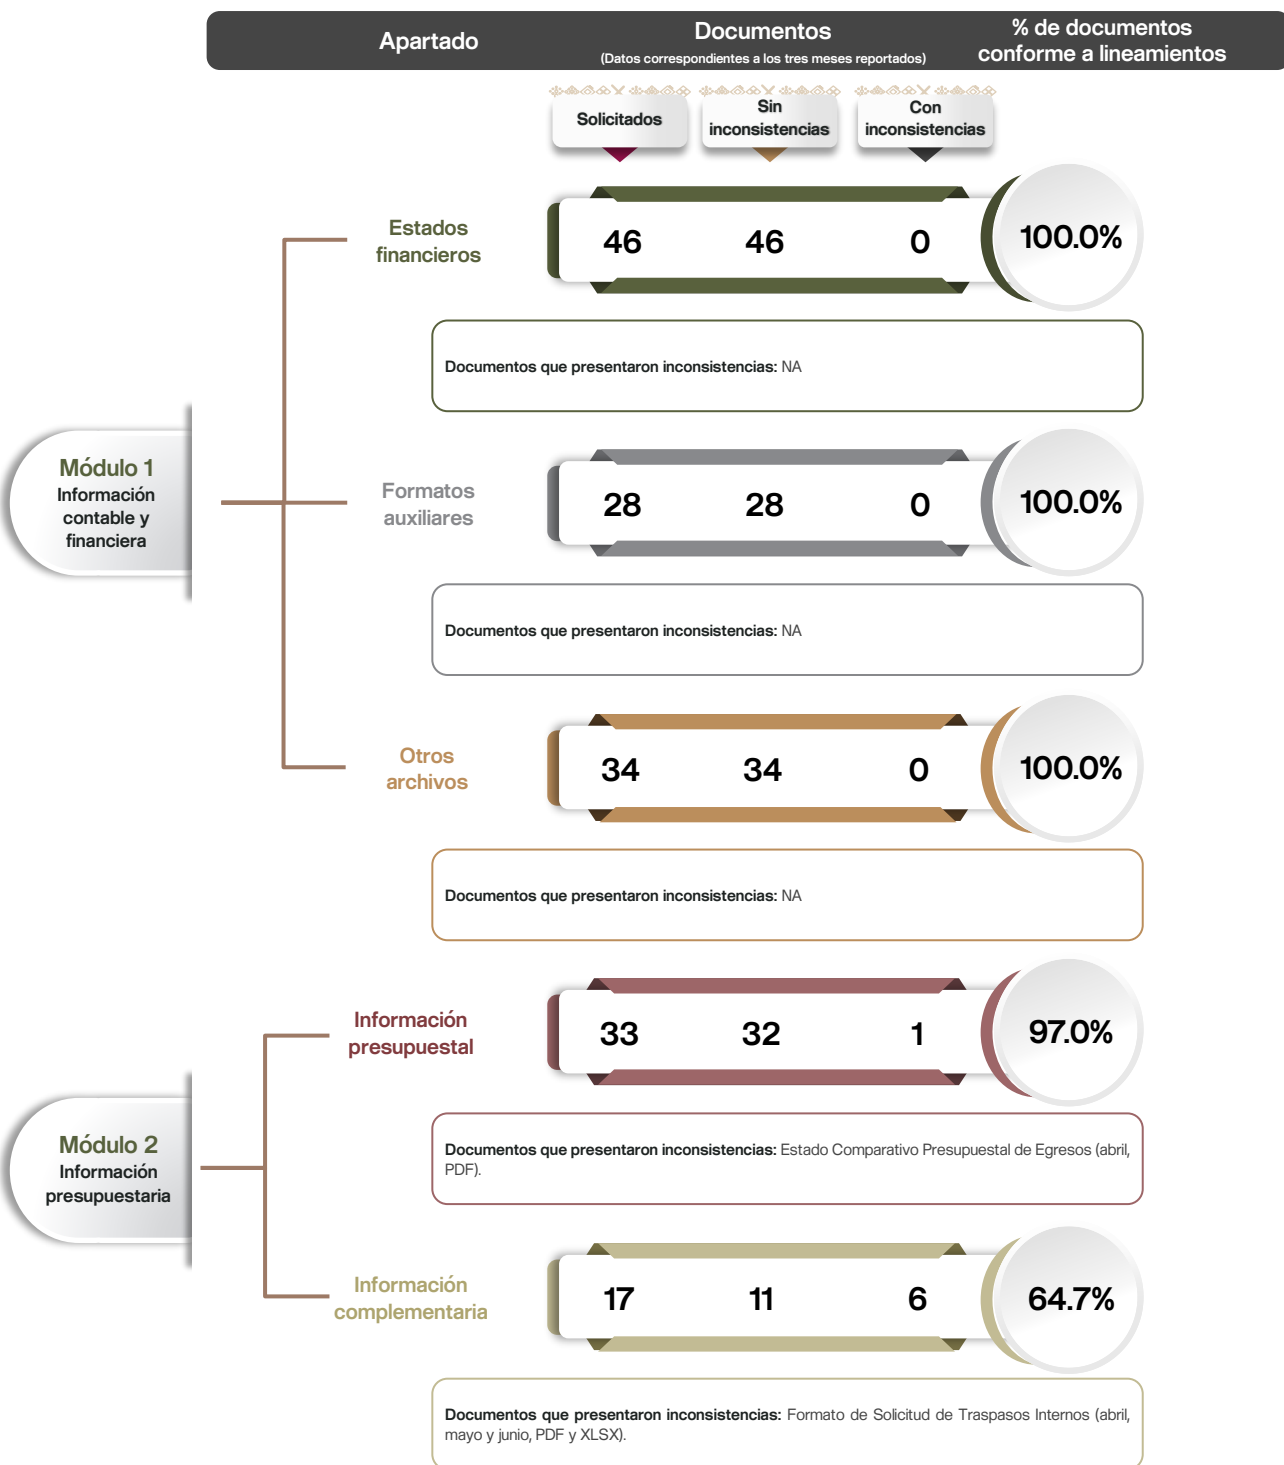 Apartado
Documentos
(Datos correspondientes a los tres meses reportados)
% de documentos
conforme a lineamientos
Solicitados
Sin
inconsistencias
Con
inconsistencias
Módulo 1
Información
contable y
financiera
Estados
financieros
46 46 0 100.0%
Documentos que presentaron inconsistencias: NA
Formatos
auxiliares
28 28 0 100.0%
Documentos que presentaron inconsistencias: NA
Otros
archivos
34 34 0 100.0%
Documentos que presentaron inconsistencias: NA
Módulo 2
Información
presupuestaria
Información
presupuestal
33 32 1 97.0%
Documentos que presentaron inconsistencias: Estado Comparativo Presupuestal de Egresos (abril,
PDF).
Información
complementaria
17 11 6 64.7%
Documentos que presentaron inconsistencias: Formato de Solicitud de Traspasos Internos (abril,
mayo y junio, PDF y XLSX).